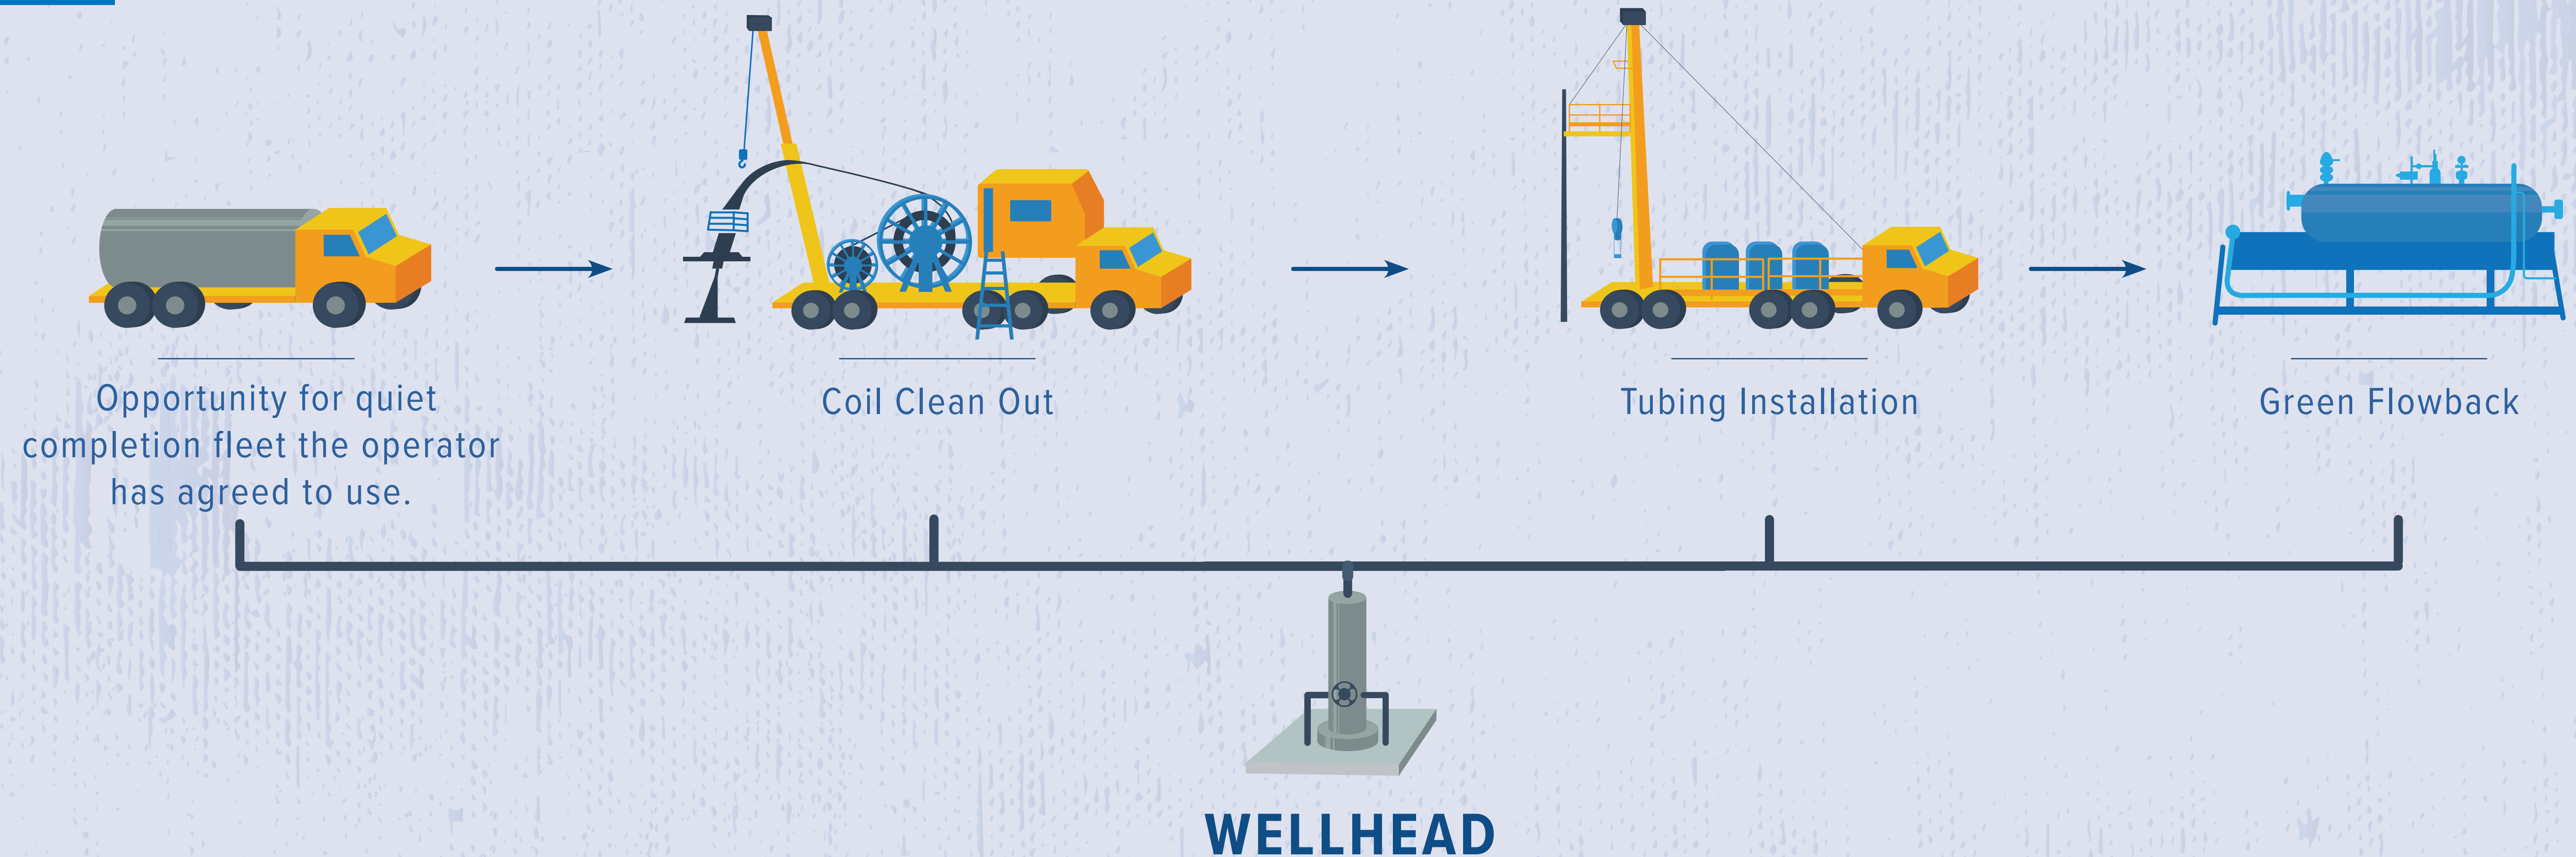 Opportunity for quiet
completion fleet the operator
has agreed to use.
Coil Clean Out
Tubing Installation
Green Flowback
WELLHEAD